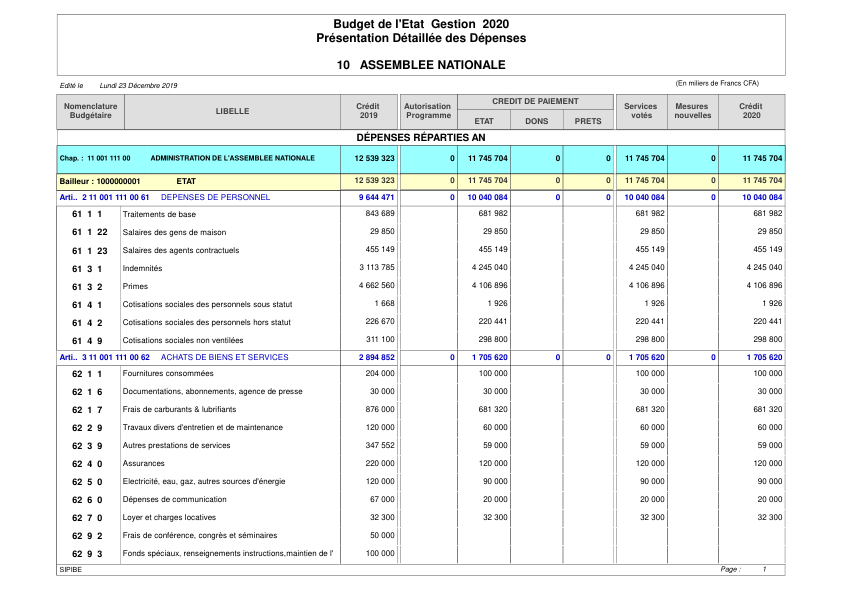 Budget de l'Etat Gestion 2020
Présentation Détaillée des Dépenses
10 ASSEMBLEE NATIONALE
Edité le Lundi 23 Décembre 2019 (En miliers de Francs CFA)
Nomenclature Budgétaire LIBELLE Crédit 2019 Autorisation Programme CREDIT DE PAIEMENT ETAT DONS PRETS Services votés Mesures nouvelles Crédit 2020
DÉPENSES RÉPARTIES AN
Chap. : 11 001 111 00 ADMINISTRATION DE L'ASSEMBLEE NATIONALE 12 539 323 0 11 745 704 0 0 11 745 704 0 11 745 704
Bailleur : 1000000001 ETAT 12 539 323 0 11 745 704 0 0 11 745 704 0 11 745 704
Arti.. 2 11 001 111 00 61 DEPENSES DE PERSONNEL 9 644 471 0 10 040 084 0 0 10 040 084 0 10 040 084
61 1 1 Traitements de base 843 689 681 982 681 982 681 982
61 1 22 Salaires des gens de maison 29 850 29 850 29 850 29 850
61 1 23 Salaires des agents contractuels 455 149 455 149 455 149 455 149
61 3 1 Indemnités 3 113 785 4 245 040 4 245 040 4 245 040
61 3 2 Primes 4 662 560 4 106 896 4 106 896 4 106 896
61 4 1 Cotisations sociales des personnels sous statut 1 668 1 926 1 926 1 926
61 4 2 Cotisations sociales des personnels hors statut 226 670 220 441 220 441 220 441
61 4 9 Cotisations sociales non ventilées 311 100 298 800 298 800 298 800
Arti.. 3 11 001 111 00 62 ACHATS DE BIENS ET SERVICES 2 894 852 0 1 705 620 0 0 1 705 620 0 1 705 620
62 1 1 Fournitures consommées 204 000 100 000 100 000 100 000
62 1 6 Documentations, abonnements, agence de presse 30 000 30 000 30 000 30 000
62 1 7 Frais de carburants & lubrifiants 876 000 681 320 681 320 681 320
62 2 9 Travaux divers d'entretien et de maintenance 120 000 60 000 60 000 60 000
62 3 9 Autres prestations de services 347 552 59 000 59 000 59 000
62 4 0 Assurances 220 000 120 000 120 000 120 000
62 5 0 Electricité, eau, gaz, autres sources d'énergie 120 000 90 000 90 000 90 000
62 6 0 Dépenses de communication 67 000 20 000 20 000 20 000
62 7 0 Loyer et charges locatives 32 300 32 300 32 300 32 300
62 9 2 Frais de conférence, congrès et séminaires 50 000
62 9 3 Fonds spéciaux, renseignements instructions,maintien de l' 100 000
SIPIBE Page : 1